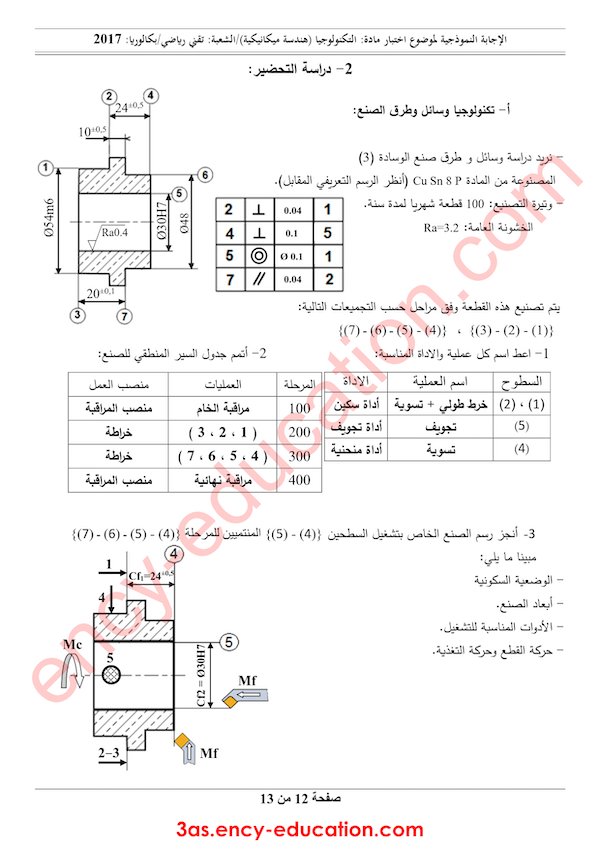 الإجابة النموذجية لموضوع اختبار مادة: التكنولوجيا (هندسة ميكانيكية)/الشعبة: تقني رياضي/بكالوريا: 2017
2- دراسة التحضير:
أ- تكنولوجيا وسائل وطرق الصنع:
– نريد دراسة وسائل و طرق صنع الوسادة (3)
المصنوعة من المادة Cu Sn 8 P (أنظر الرسم التعريفي المقابل).
– وتيرة التصنيع: 100 قطعة شهريا لمدة سنة.
الخشونة العامة: Ra=3.2
2 4
24±0,5
10±0,5
1
6
5
Ø54m6
Ra0.4
Ø30H7
Ø48
20±0,1
3 7
2 ⊥ 0.04 1
4 ⊥ 0.1 5
5 ◎ Ø 0.1 1
7 // 0.04 2
يتم تصنيع هذه القطعة وفق مراحل حسب التجميعات التالية:
{(1) - (2) - (3)} ، {(4) - (5) - (6) - (7)}
1- اعط اسم كل عملية والاداة المناسبة:
السطوح اسم العملية الاداة
(1) ، (2) خرط طولي + تسوية أداة سكين
(5) تجويف أداة تجويف
(4) تسوية أداة منحنية
2- أتمم جدول السير المنطقي للصنع:
المرحلة العمليات منصب العمل
100 مراقبة الخام منصب المراقبة
200 ( 1 ، 2 ، 3 ) خراطة
300 ( 4 ، 5 ، 6 ، 7 ) خراطة
400 مراقبة نهائية منصب المراقبة
3- أنجز رسم الصنع الخاص بتشغيل السطحين {(4) - (5)} المنتميين للمرحلة {(4) - (5) - (6) - (7)}
مبينا ما يلي:
– الوضعية السكونية
– أبعاد الصنع.
– الأدوات المناسبة للتشغيل.
– حركة القطع وحركة التغذية.
4
1
Cf1=24±0,5
4
5
Mc
5
Cf2 = Ø30H7
Mf
2-3
Mf
صفحة 12 من 13
3as.ency-education.com
ency-education.com